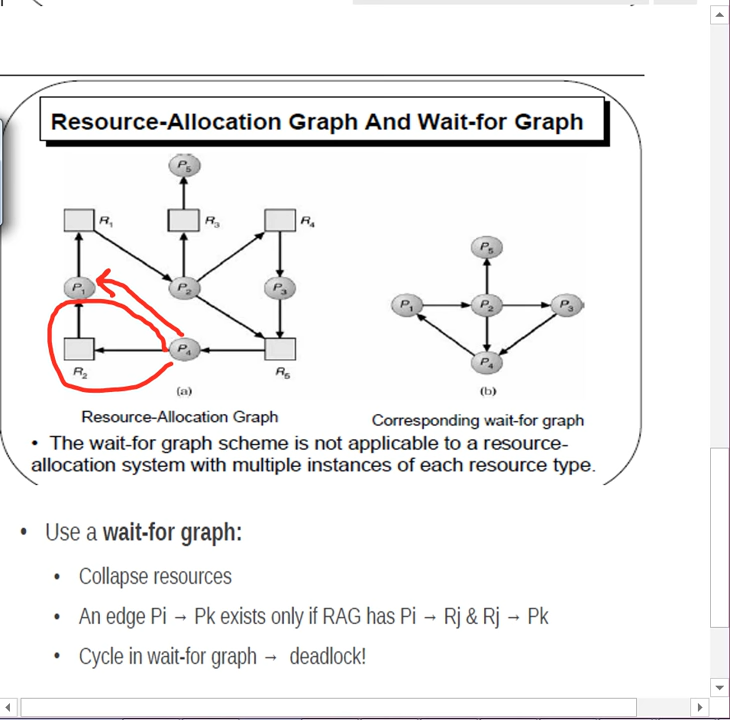 Resource-Allocation Graph And Wait-for Graph
P5
R1
R3
R4
P1
P2
P3
P4
R2
R5
(a)
P5
P1
P2
P3
P4
(b)
Resource-Allocation Graph
Corresponding wait-for graph
• The wait-for graph scheme is not applicable to a resource-
allocation system with multiple instances of each resource type.
• Use a wait-for graph:
• Collapse resources
• An edge Pi → Pk exists only if RAG has Pi → Rj & Rj → Pk
• Cycle in wait-for graph → deadlock!